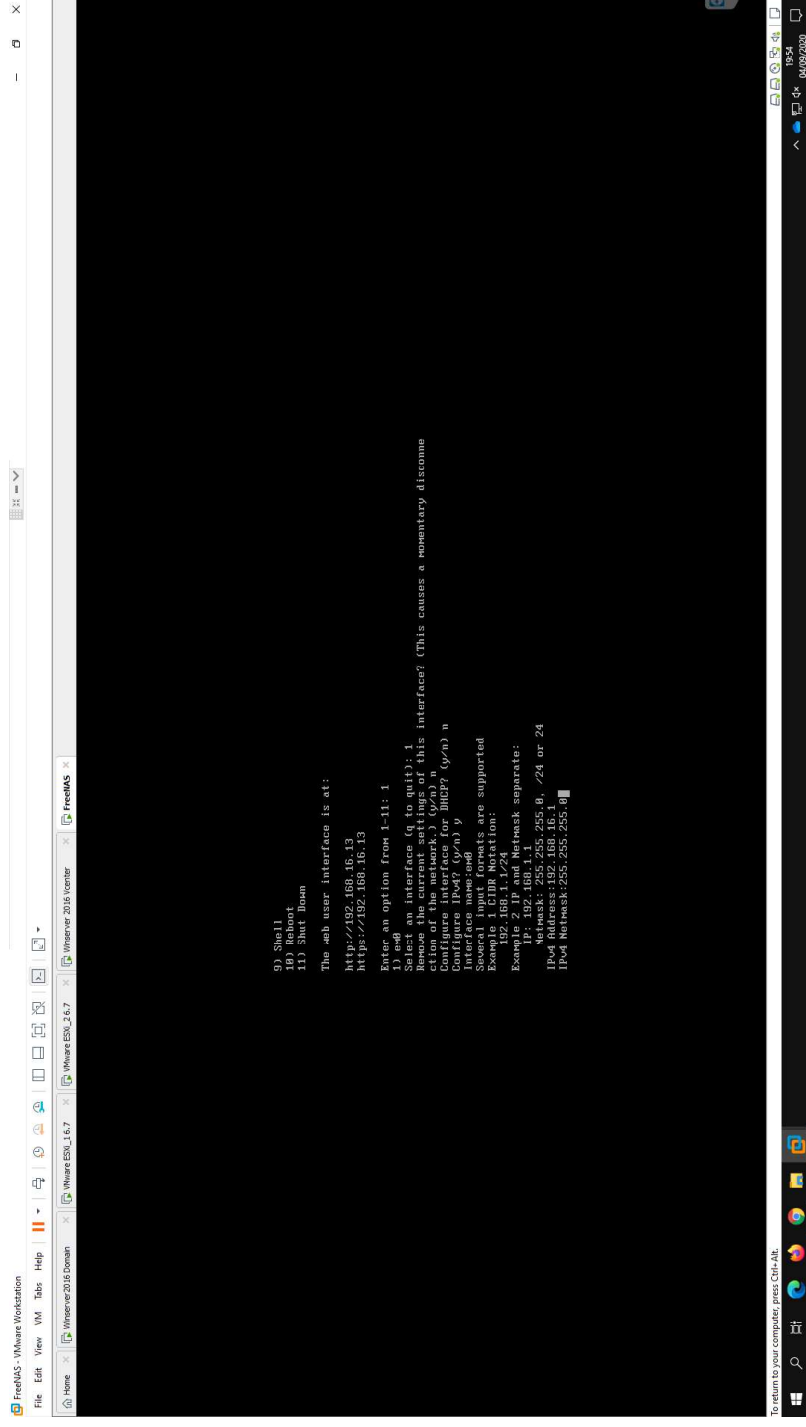 FreeNAS - VMware Workstation
File Edit View VM Tabs Help
Home
Winserver2016 Domain
VMware ESXi_1 6.7
VMware ESXi_2 6.7
Winserver 2016 Vcenter
FreeNAS
9) Shell
10) Reboot
11) Shut Down
The web user interface is at:
http://192.168.16.13
https://192.168.16.13
Enter an option from 1-11: 1
1) em0
Select an interface (q to quit): 1
Remove the current settings of this interface? (This causes a momentary disconne
ction of the network.) (y/n) n
Configure interface for DHCP? (y/n) n
Configure IPv4? (y/n) y
Interface name:em0
Several input formats are supported
Example 1 CIDR Notation:
192.168.1.1/24
Example 2 IP and Netmask separate:
IP: 192.168.1.1
Netmask: 255.255.255.0, /24 or 24
IPv4 Address:192.168.16.1
IPv4 Netmask:255.255.255.0
To return to your computer, press Ctrl+Alt.
19:54
04/09/2020